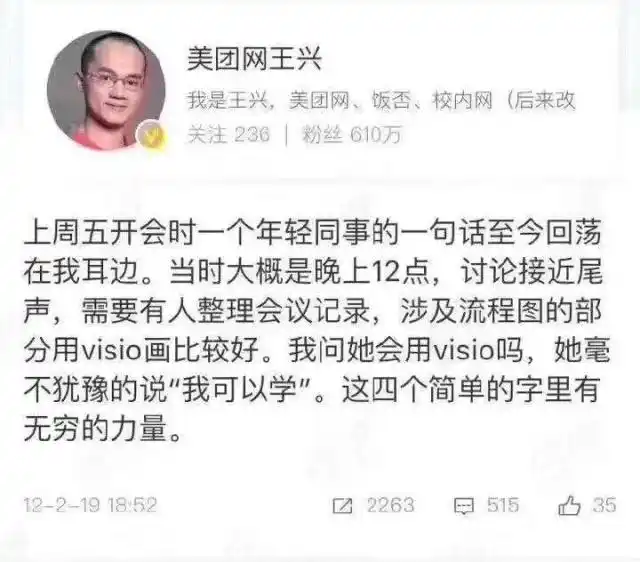 美团网王兴
我是王兴，美团网、饭否、校内网（后来改
关注 236 | 粉丝 610万
上周五开会时一个年轻同事的一句话至今回荡
在我耳边。当时大概是晚上12点，讨论接近尾
声，需要有人整理会议记录，涉及流程图的部
分用visio画比较好。我问她会用visio吗，她毫
不犹豫的说“我可以学”。这四个简单的字里有
无穷的力量。
12-2-19 18:52 2263 515 35